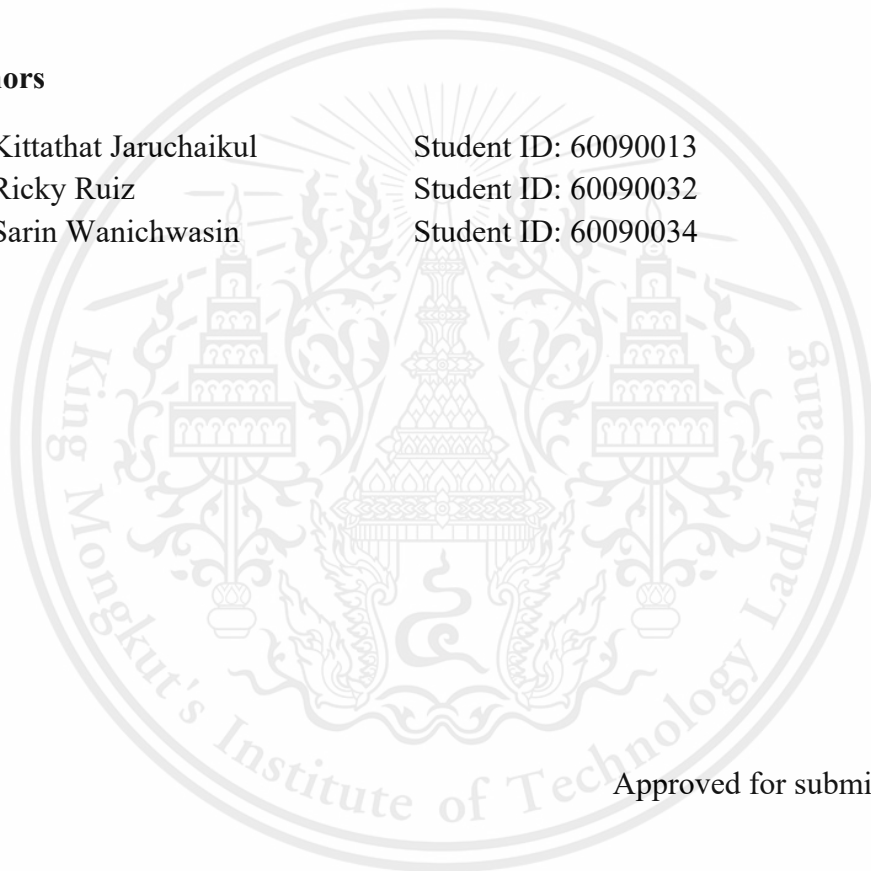 hors
Kittathat Jaruchaikul Student ID: 60090013
Ricky Ruiz Student ID: 60090032
Sarin Wanichwasin Student ID: 60090034
King Mongkut's Institute of Technology Ladkrabang
Approved for submi